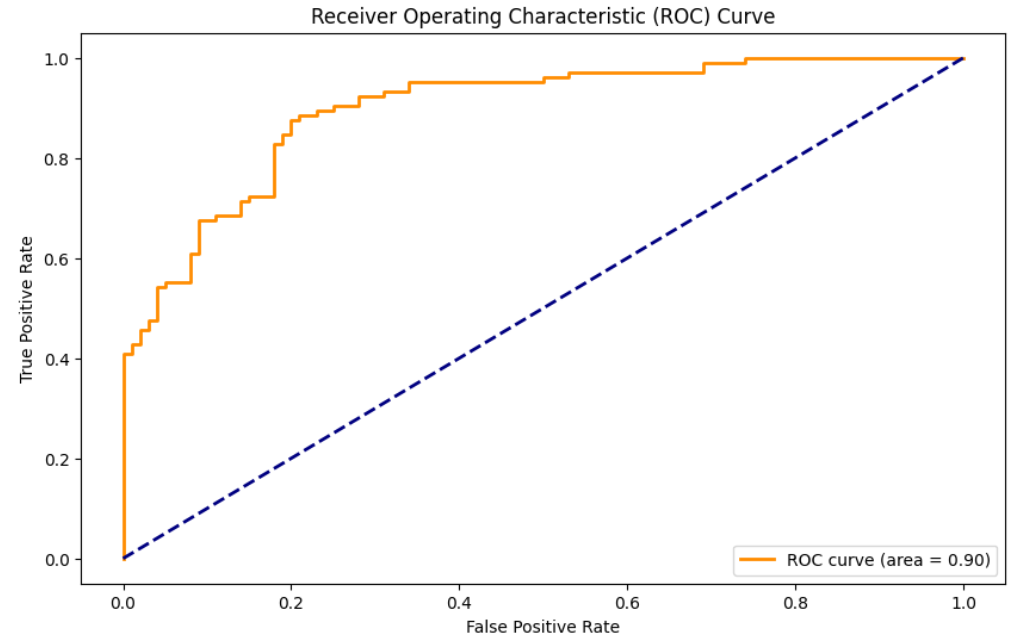 Receiver Operating Characteristic (ROC) Curve
1.0
0.8
0.6
0.4
0.2
0.0
True Positive Rate
ROC curve (area = 0.90)
0.0 0.2 0.4 0.6 0.8 1.0
False Positive Rate